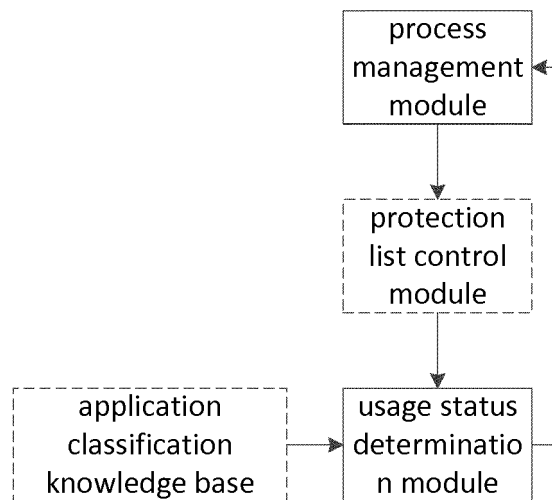 process
management
module
protection
list control
module
application
classification
knowledge base
usage status
determinatio
n module